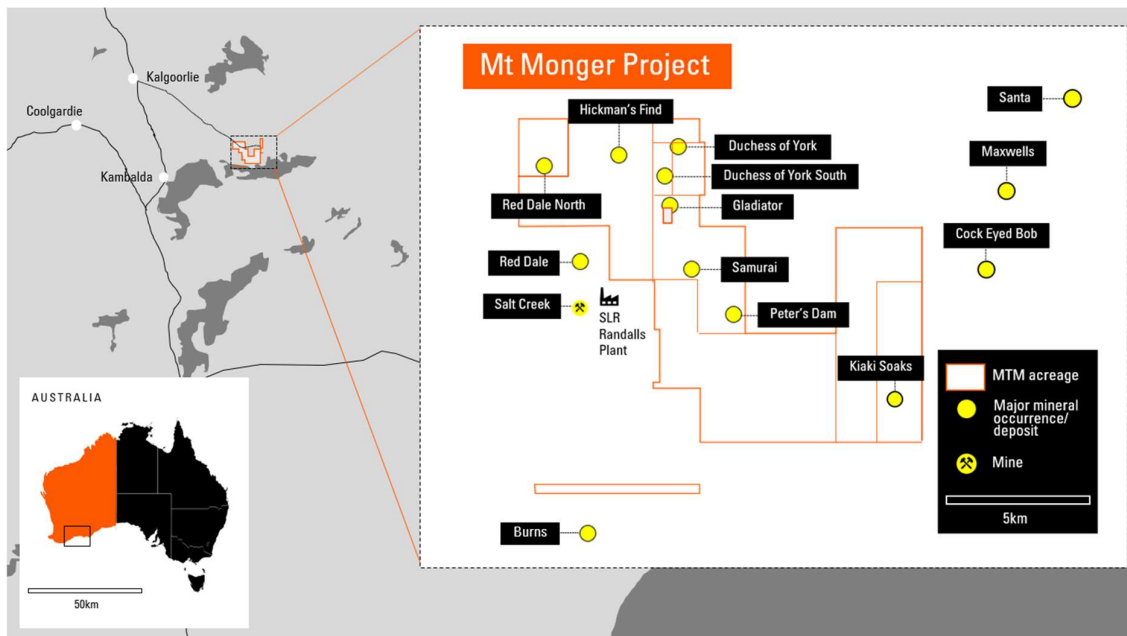 Mt Monger Project
Kalgoorlie
Coolgardie
Kambalda
Hickman's Find
Santa
Duchess of York
Maxwells
Duchess of York South
Red Dale North
Gladiator
Cock Eyed Bob
Red Dale
Samurai
Salt Creek
SLR
Randalls
Plant
Peter's Dam
Kiaki Soaks
MTM acreage
Major mineral
occurrence/
deposit
Mine
5km
Burns
AUSTRALIA
50km